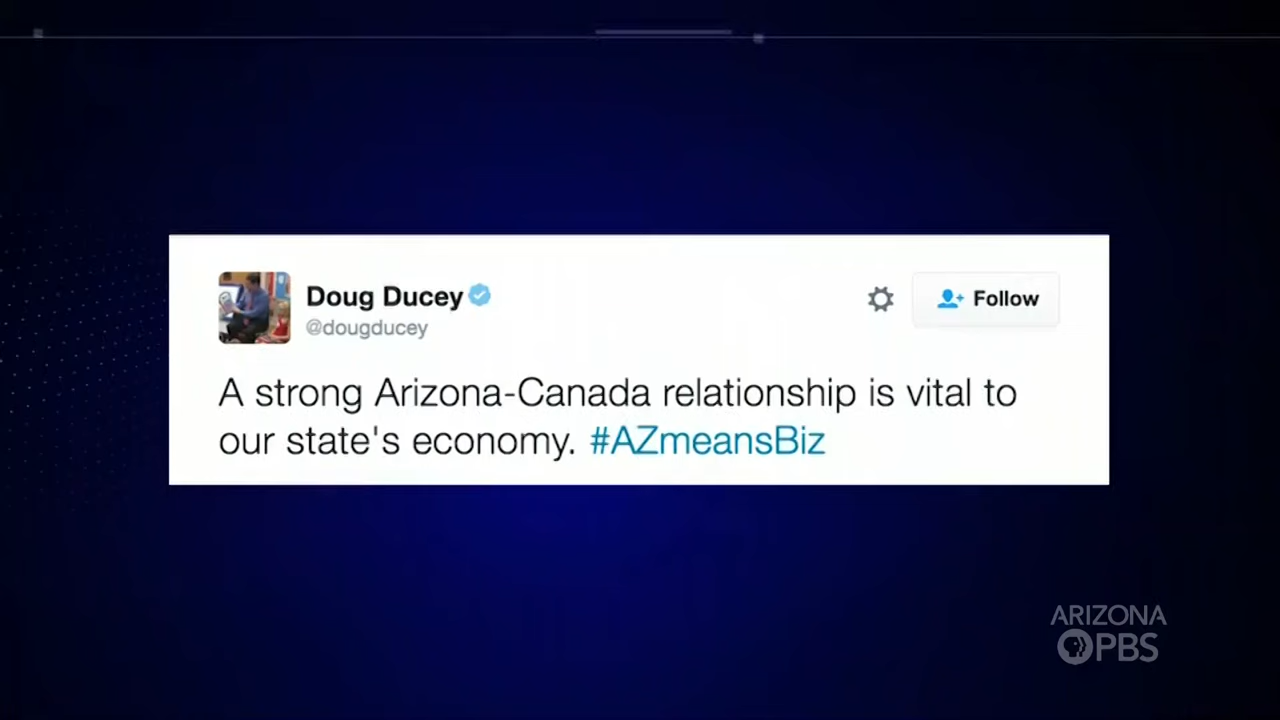 Doug Ducey
@dougducey
Follow
A strong Arizona-Canada relationship is vital to
our state's economy. #AZmeansBiz
ARIZONA
PBS